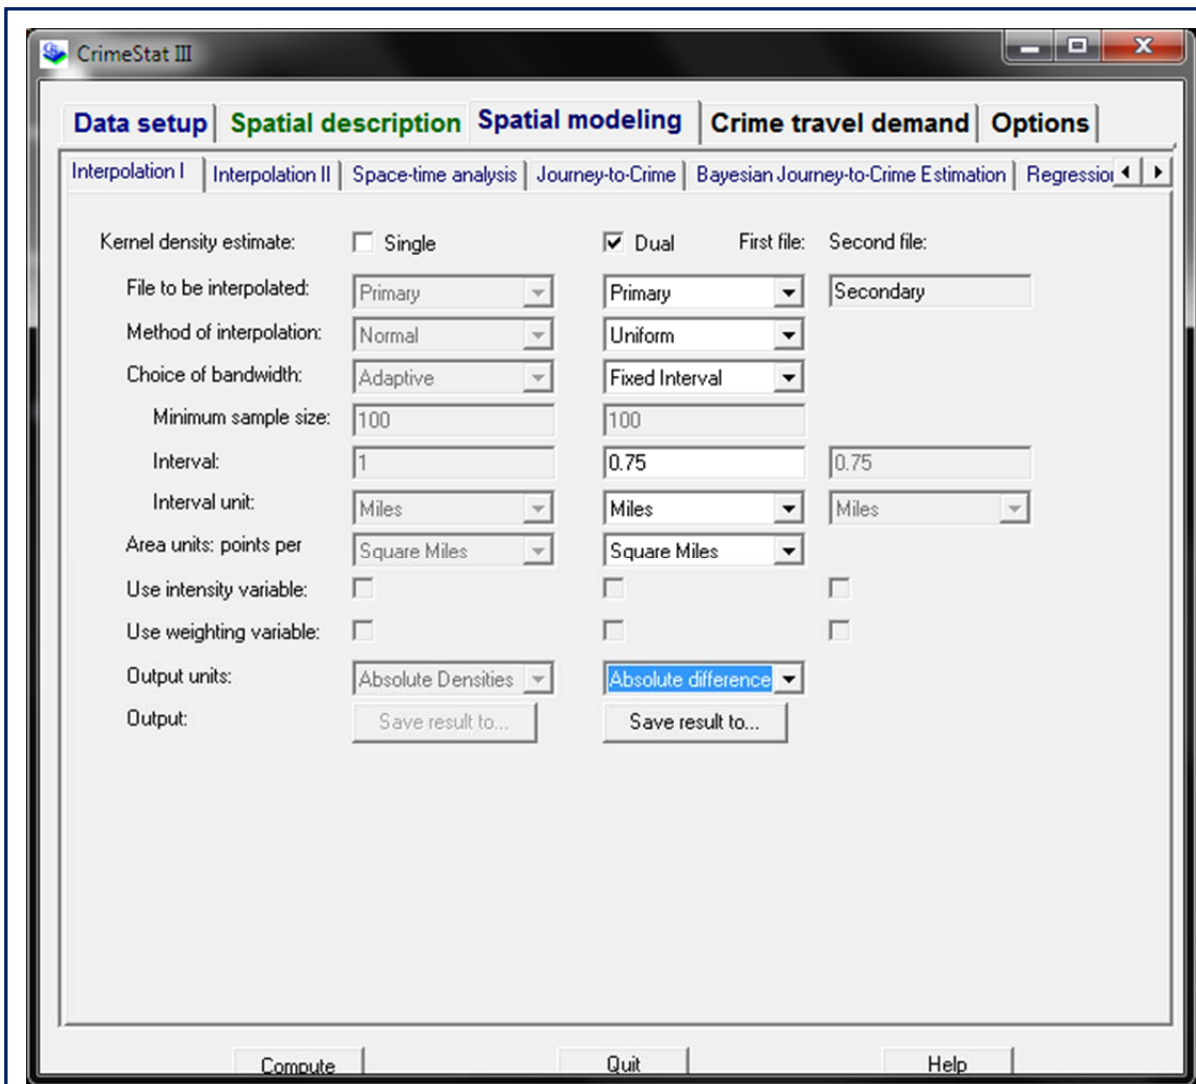 CrimeStat III
Data setup Spatial description Spatial modeling Crime travel demand Options
Interpolation I Interpolation II Space-time analysis Journey-to-Crime Bayesian Journey-to-Crime Estimation Regression
Kernel density estimate: Single Dual First file: Second file:
File to be interpolated: Primary Primary Secondary
Method of interpolation: Normal Uniform
Choice of bandwidth: Adaptive Fixed Interval
Minimum sample size: 100 100
Interval: 1 0.75 0.75
Interval unit: Miles Miles Miles
Area units: points per Square Miles Square Miles
Use intensity variable:
Use weighting variable:
Output units: Absolute Densities Absolute difference
Output: Save result to... Save result to...
Compute Quit Help